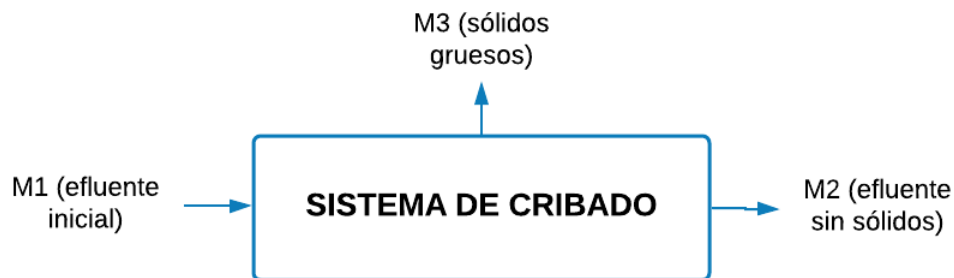 M3 (sólidos
gruesos)
M1 (efluente
inicial)
SISTEMA DE CRIBADO
M2 (efluente
sin sólidos)